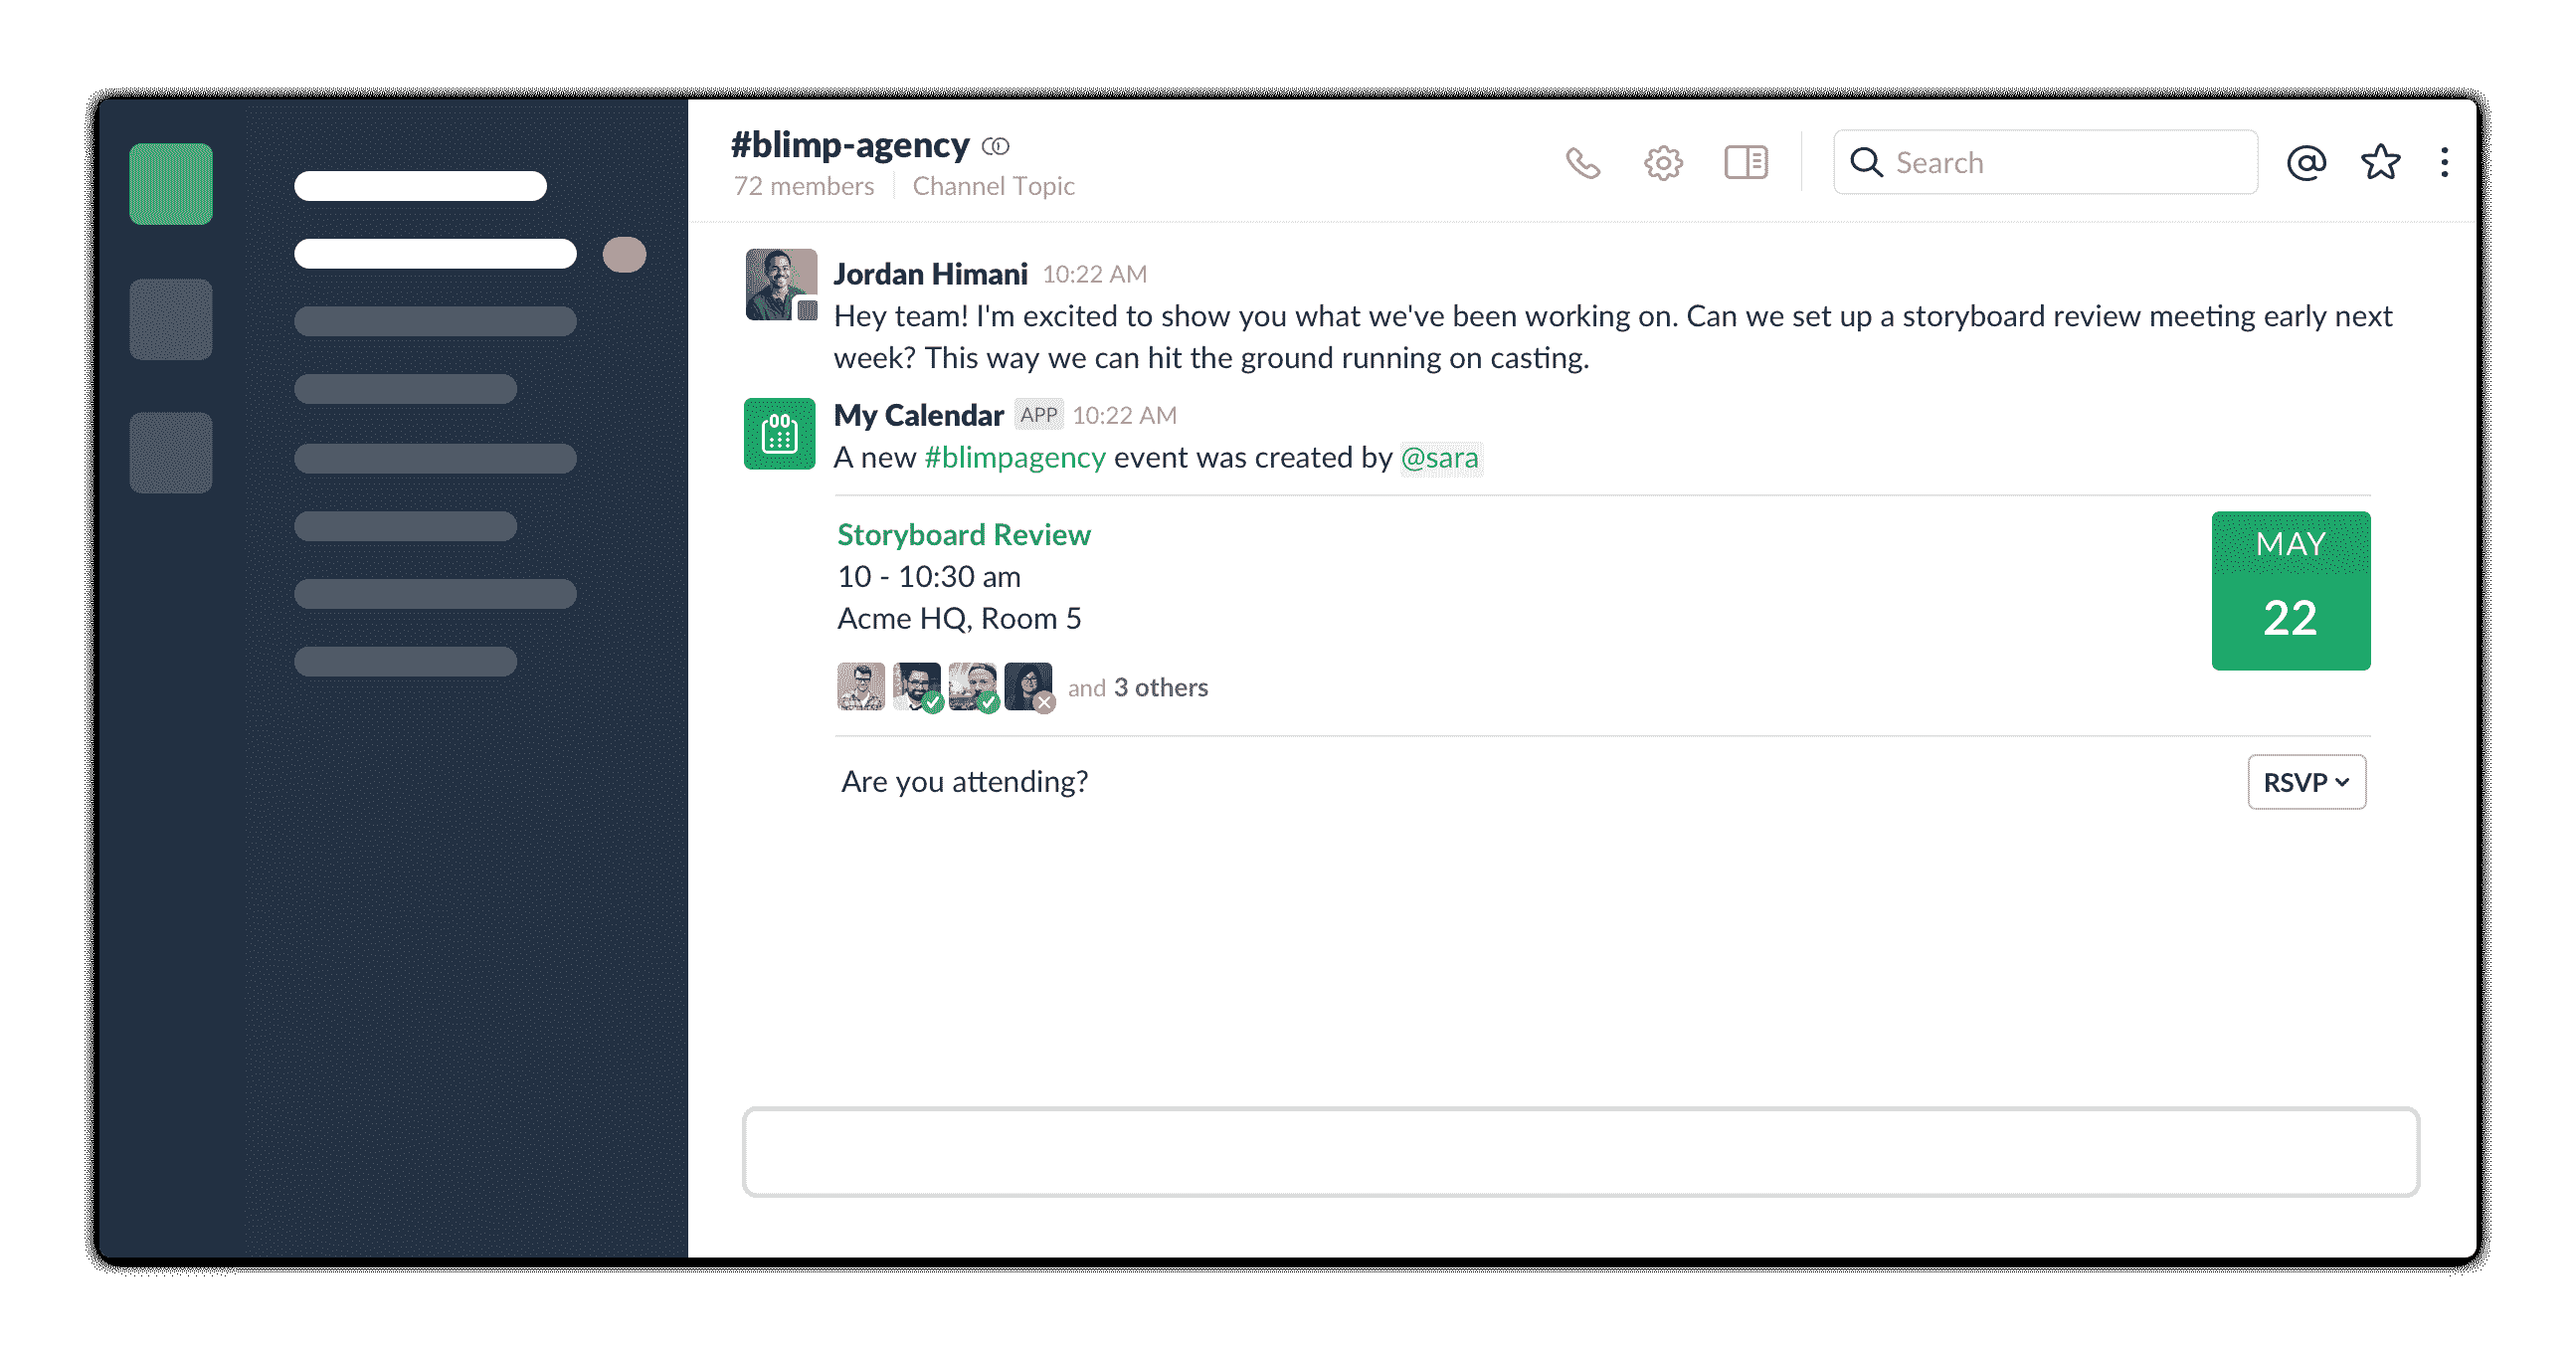 #blimp-agency
72 members
Channel Topic
Search
Jordan Himani 10:22 AM
Hey team! I'm excited to show you what we've been working on. Can we set up a storyboard review meeting early next
week? This way we can hit the ground running on casting.
My Calendar APP 10:22 AM
A new #blimpagency event was created by @sara
Storyboard Review
10 - 10:30 am
Acme HQ, Room 5
MAY
22
and 3 others
Are you attending?
RSVP